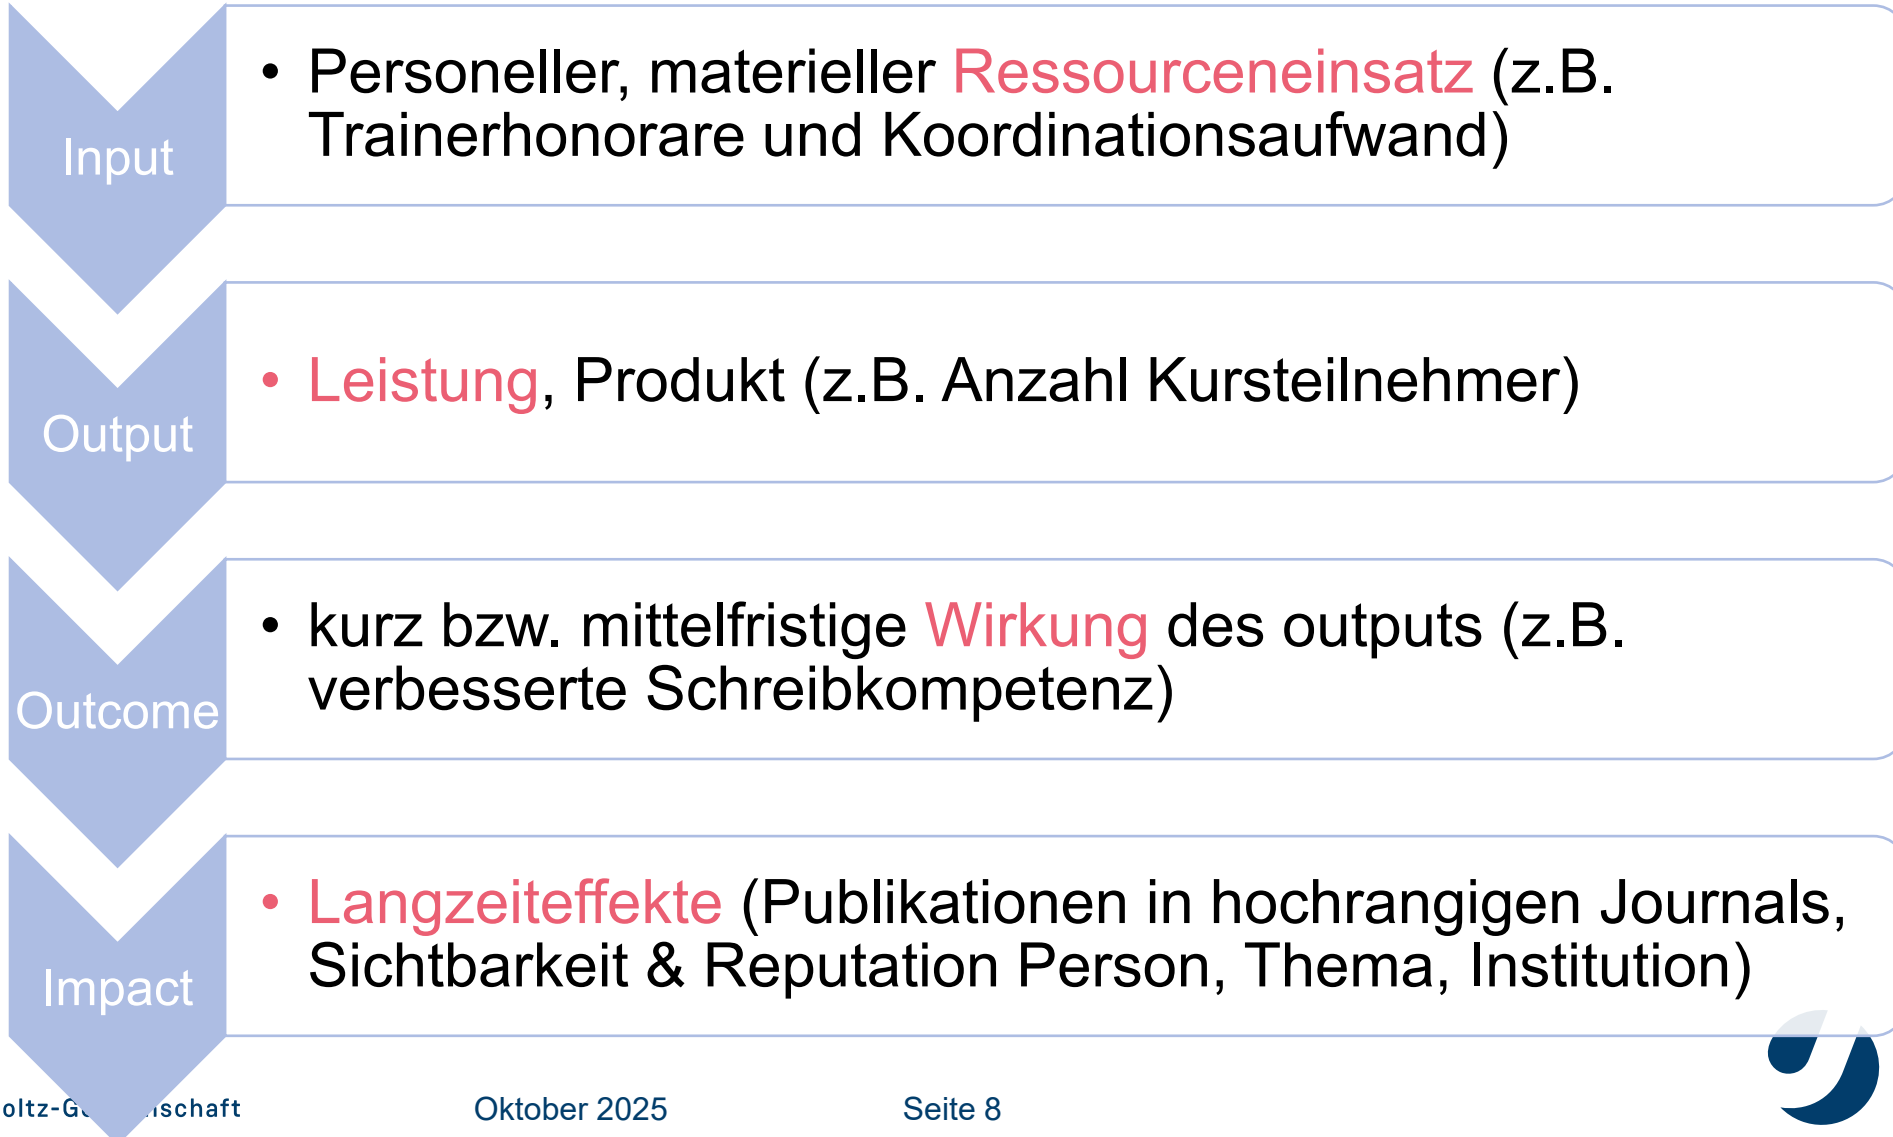 Input
• Personeller, materieller Ressourceneinsatz (z.B.
Trainerhonorare und Koordinationsaufwand)
Output
• Leistung, Produkt (z.B. Anzahl Kursteilnehmer)
Outcome
• kurz bzw. mittelfristige Wirkung des outputs (z.B.
verbesserte Schreibkompetenz)
Impact
• Langzeiteffekte (Publikationen in hochrangigen Journals,
Sichtbarkeit & Reputation Person, Thema, Institution)
Oktober 2025 Seite 8